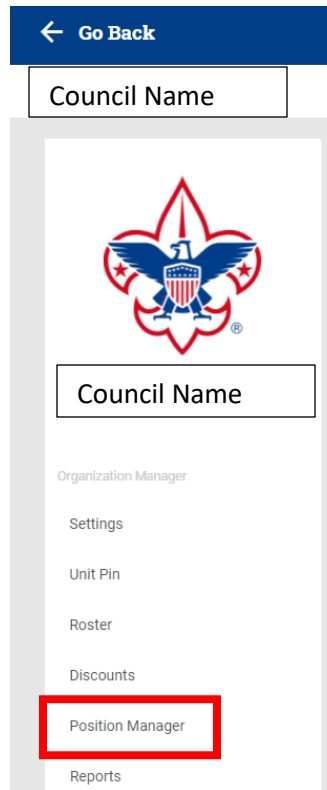 Go Back
Council Name
®
Council Name
Organization Manager
Settings
Unit Pin
Roster
Discounts
Position Manager
Reports